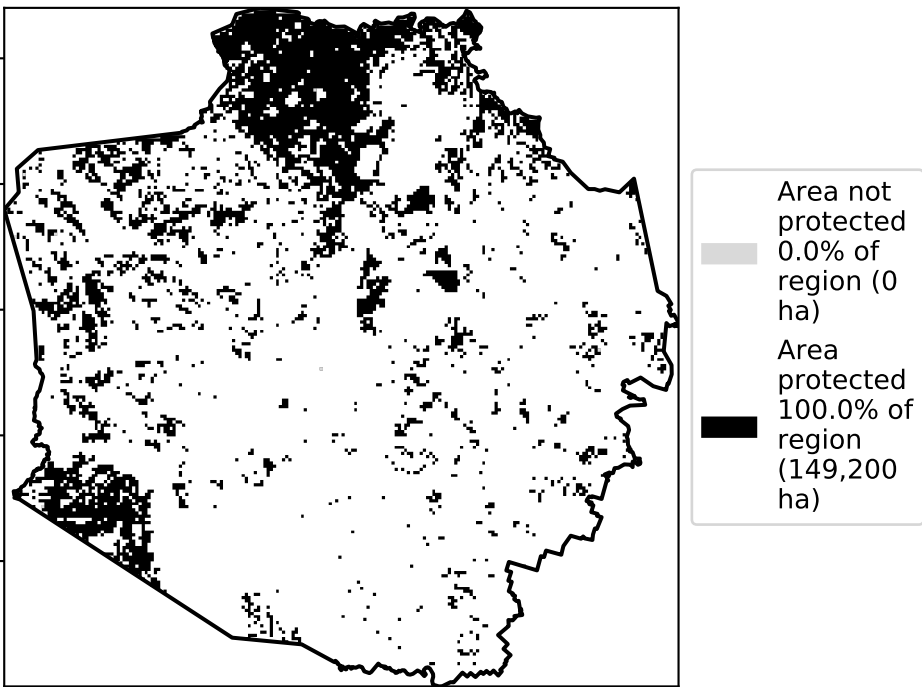 Area not
protected
0.0% of
region (0
ha)
Area
protected
100.0% of
region
(149,200
ha)